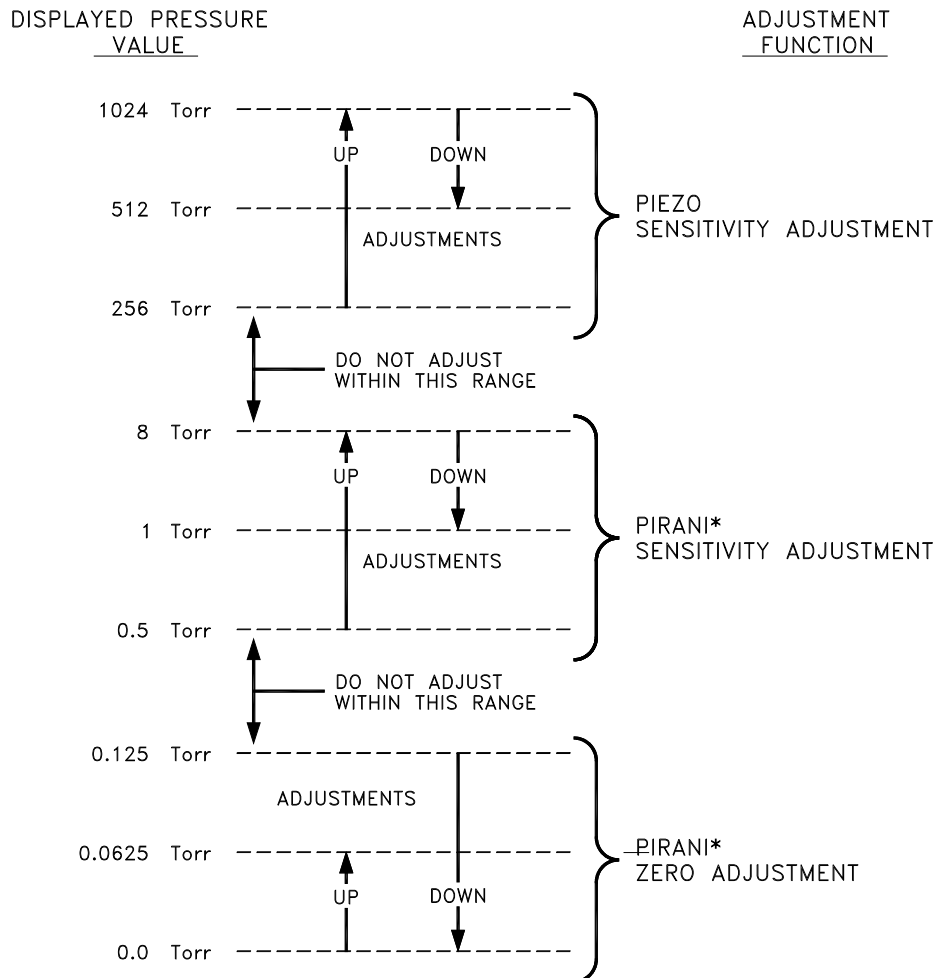 DISPLAYED PRESSURE
VALUE
ADJUSTMENT
FUNCTION
1024 Torr
UP
DOWN
512 Torr
ADJUSTMENTS
PIEZO
SENSITIVITY ADJUSTMENT
256 Torr
DO NOT ADJUST
WITHIN THIS RANGE
8 Torr
UP
DOWN
1 Torr
ADJUSTMENTS
PIRANI*
SENSITIVITY ADJUSTMENT
0.5 Torr
DO NOT ADJUST
WITHIN THIS RANGE
0.125 Torr
ADJUSTMENTS
0.0625 Torr
UP
DOWN
PIRANI*
ZERO ADJUSTMENT
0.0 Torr